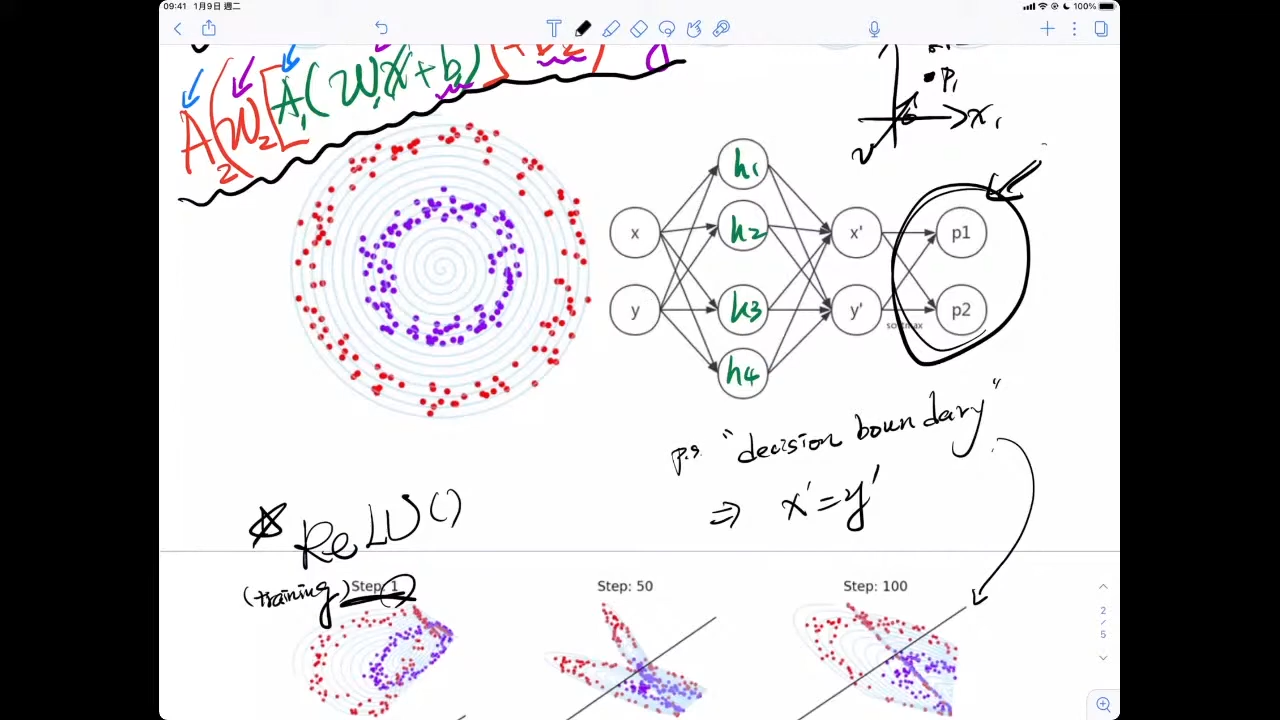 09:41 1月9日 週二
100%
A₂(W₂[A₁(W₁X+b₁)]+b₂)
P₁
x₁
h1
x
h2
x'
p1
y
h3
y'
p2
softmax
h4
p.s. "decision boundary"
⇒ x'=y'
ReLU()
(training) Step: 1
Step: 50
Step: 100
2
/
5